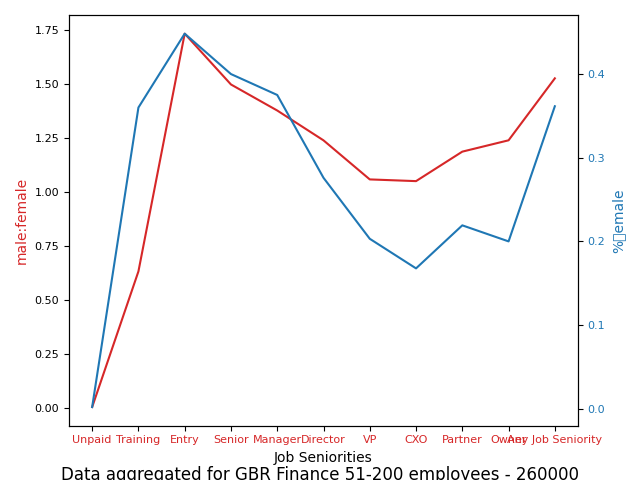 1.75
1.50
1.25
1.00
0.75
0.50
0.25
0.00
male:female
0.4
0.3
0.2
0.1
0.0
%▯emale
Unpaid Training Entry Senior Manager Director VP CXO Partner Owner Any Job Seniority
Job Seniorities
Data aggregated for GBR Finance 51-200 employees - 260000